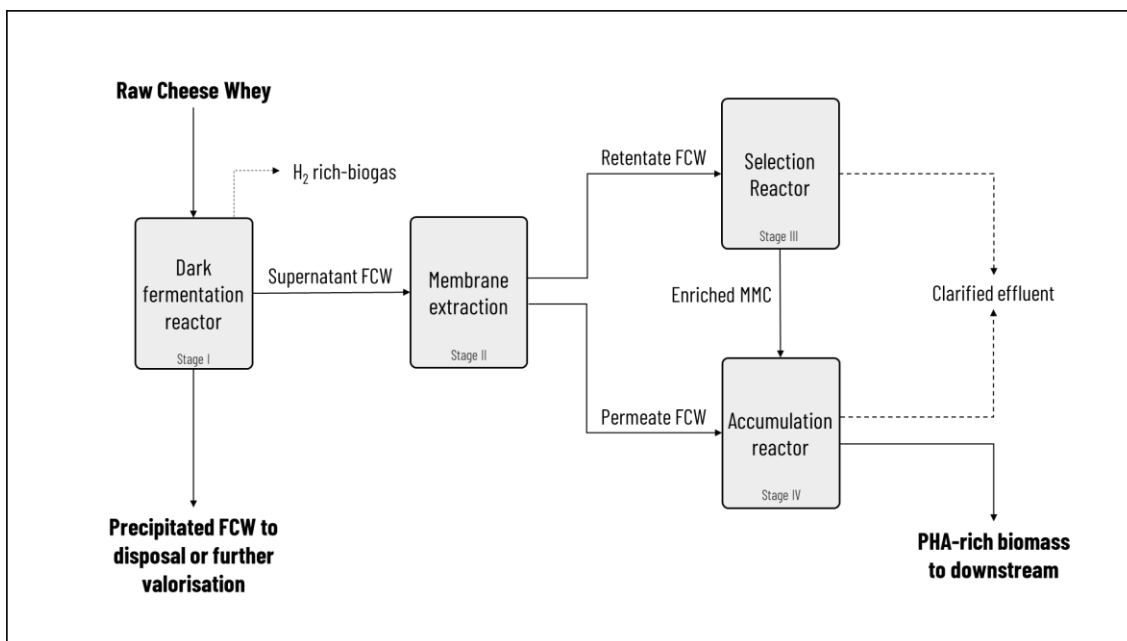 Raw Cheese Whey
H₂ rich-biogas
Dark
fermentation
reactor
Stage I
Supernatant FCW
Membrane
extraction
Stage II
Retentate FCW
Selection
Reactor
Stage III
Enriched MMC
Clarified effluent
Permeate FCW
Accumulation
reactor
Stage IV
Precipitated FCW to
disposal or further
valorisation
PHA-rich biomass
to downstream